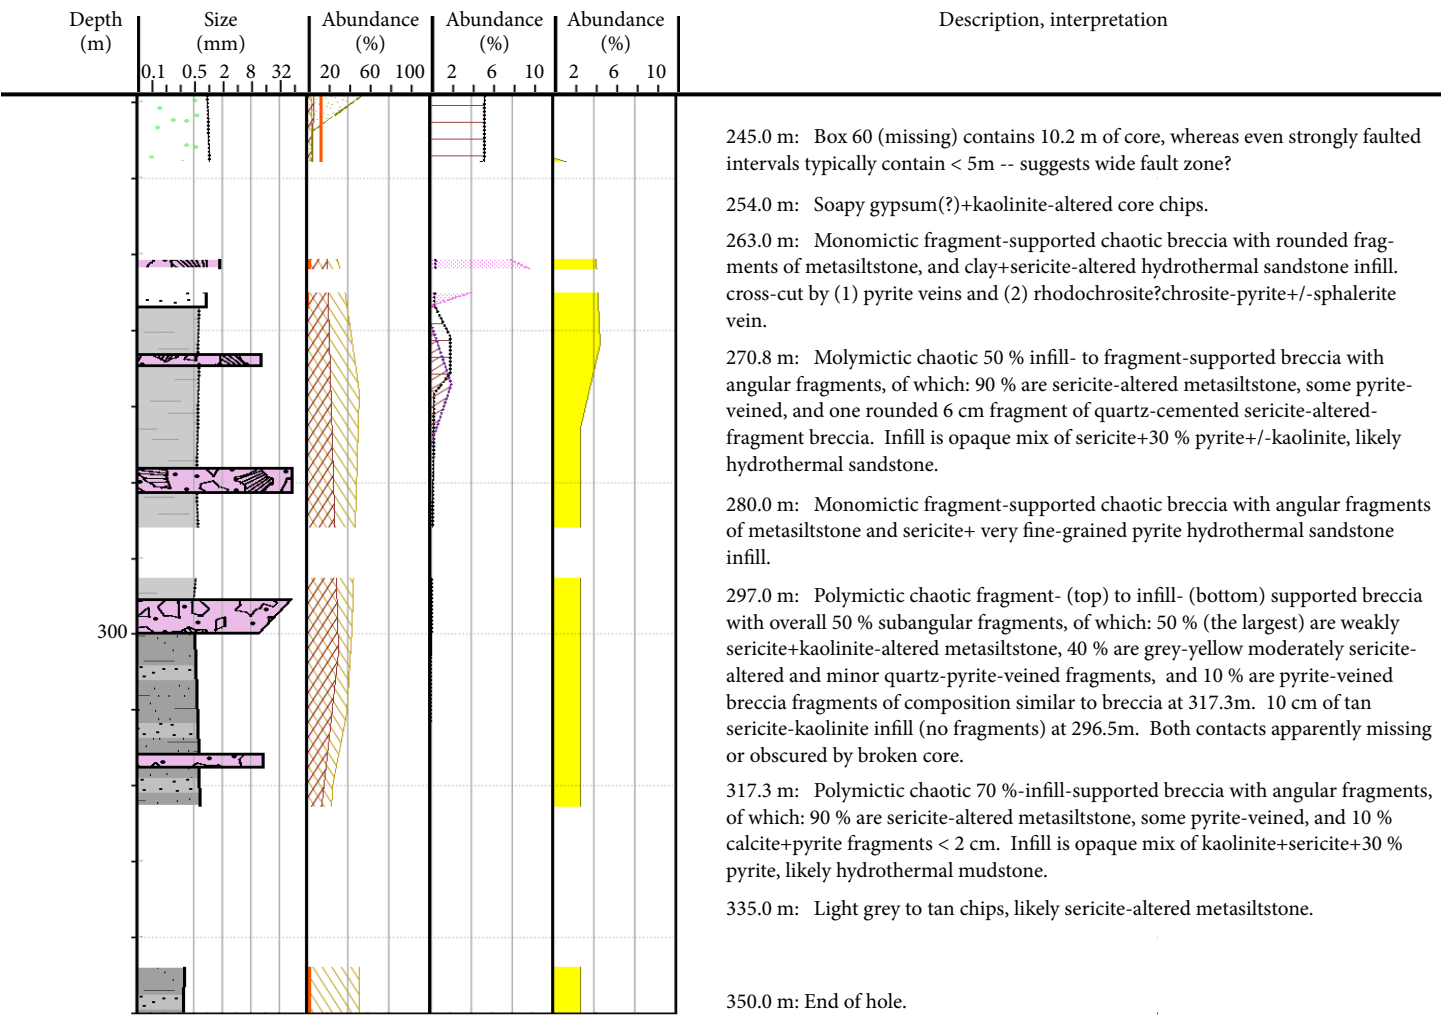 Depth
(m)
Size
(mm)
Abundance
(%)
Abundance
(%)
Abundance
(%)
Description, interpretation
0.1 0.5 2 8 32
20 60 100
2 6 10
2 6 10
245.0 m: Box 60 (missing) contains 10.2 m of core, whereas even strongly faulted
intervals typically contain < 5m -- suggests wide fault zone?
254.0 m: Soapy gypsum(?)+kaolinite-altered core chips.
263.0 m: Monomictic fragment-supported chaotic breccia with rounded frag-
ments of metasiltstone, and clay+sericite-altered hydrothermal sandstone infill.
cross-cut by (1) pyrite veins and (2) rhodochrosite?chrosite-pyrite+/-sphalerite
vein.
270.8 m: Molymictic chaotic 50 % infill- to fragment-supported breccia with
angular fragments, of which: 90 % are sericite-altered metasiltstone, some pyrite-
veined, and one rounded 6 cm fragment of quartz-cemented sericite-altered-
fragment breccia. Infill is opaque mix of sericite+30 % pyrite+/-kaolinite, likely
hydrothermal sandstone.
280.0 m: Monomictic fragment-supported chaotic breccia with angular fragments
of metasiltstone and sericite+ very fine-grained pyrite hydrothermal sandstone
infill.
297.0 m: Polymictic chaotic fragment- (top) to infill- (bottom) supported breccia
with overall 50 % subangular fragments, of which: 50 % (the largest) are weakly
sericite+kaolinite-altered metasiltstone, 40 % are grey-yellow moderately sericite-
altered and minor quartz-pyrite-veined fragments, and 10 % are pyrite-veined
breccia fragments of composition similar to breccia at 317.3m. 10 cm of tan
sericite-kaolinite infill (no fragments) at 296.5m. Both contacts apparently missing
or obscured by broken core.
300
317.3 m: Polymictic chaotic 70 %-infill-supported breccia with angular fragments,
of which: 90 % are sericite-altered metasiltstone, some pyrite-veined, and 10 %
calcite+pyrite fragments < 2 cm. Infill is opaque mix of kaolinite+sericite+30 %
pyrite, likely hydrothermal mudstone.
335.0 m: Light grey to tan chips, likely sericite-altered metasiltstone.
350.0 m: End of hole.